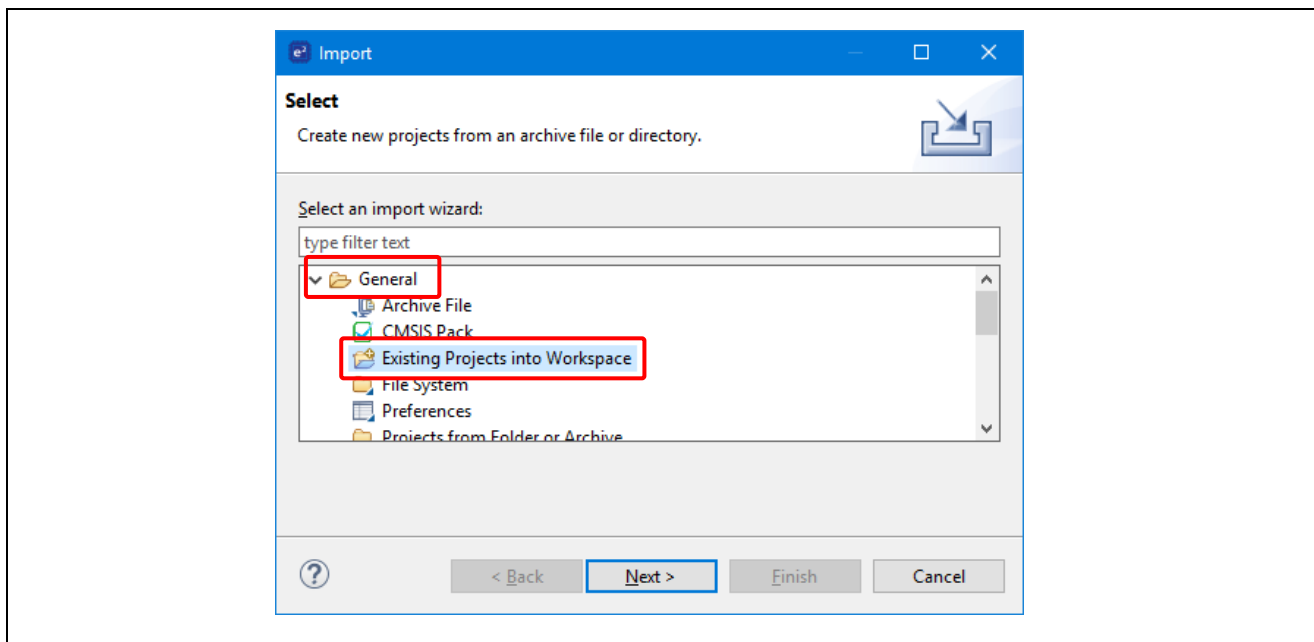 e² Import
Select
Create new projects from an archive file or directory.
Select an import wizard:
type filter text
General
Archive File
CMSIS Pack
Existing Projects into Workspace
File System
Preferences
Projects from Folder or Archive
? < Back Next > Finish Cancel